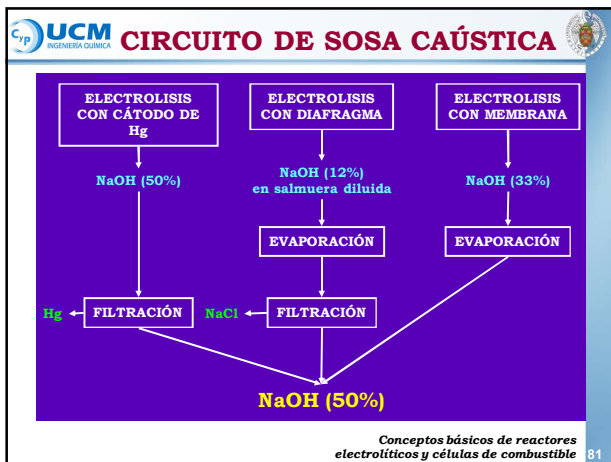 CYP UCM
INGENIERÍA QUÍMICA
CIRCUITO DE SOSA CAÚSTICA
ELECTROLISIS
CON CÁTODO DE
Hg
ELECTROLISIS
CON DIAFRAGMA
ELECTROLISIS
CON MEMBRANA
NaOH (50%)
NaOH (12%)
en salmuera diluida
NaOH (33%)
EVAPORACIÓN
EVAPORACIÓN
Hg
FILTRACIÓN
NaCl
FILTRACIÓN
NaOH (50%)
Conceptos básicos de reactores
electrolíticos y células de combustible
81